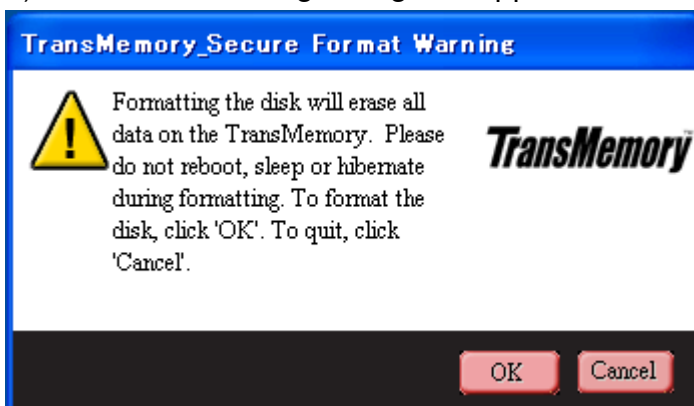 TransMemory_Secure Format Warning
Formatting the disk will erase all
data on the TransMemory. Please
do not reboot, sleep or hibernate
during formatting. To format the
disk, click 'OK'. To quit, click
'Cancel'.
TransMemory™
OK
Cancel